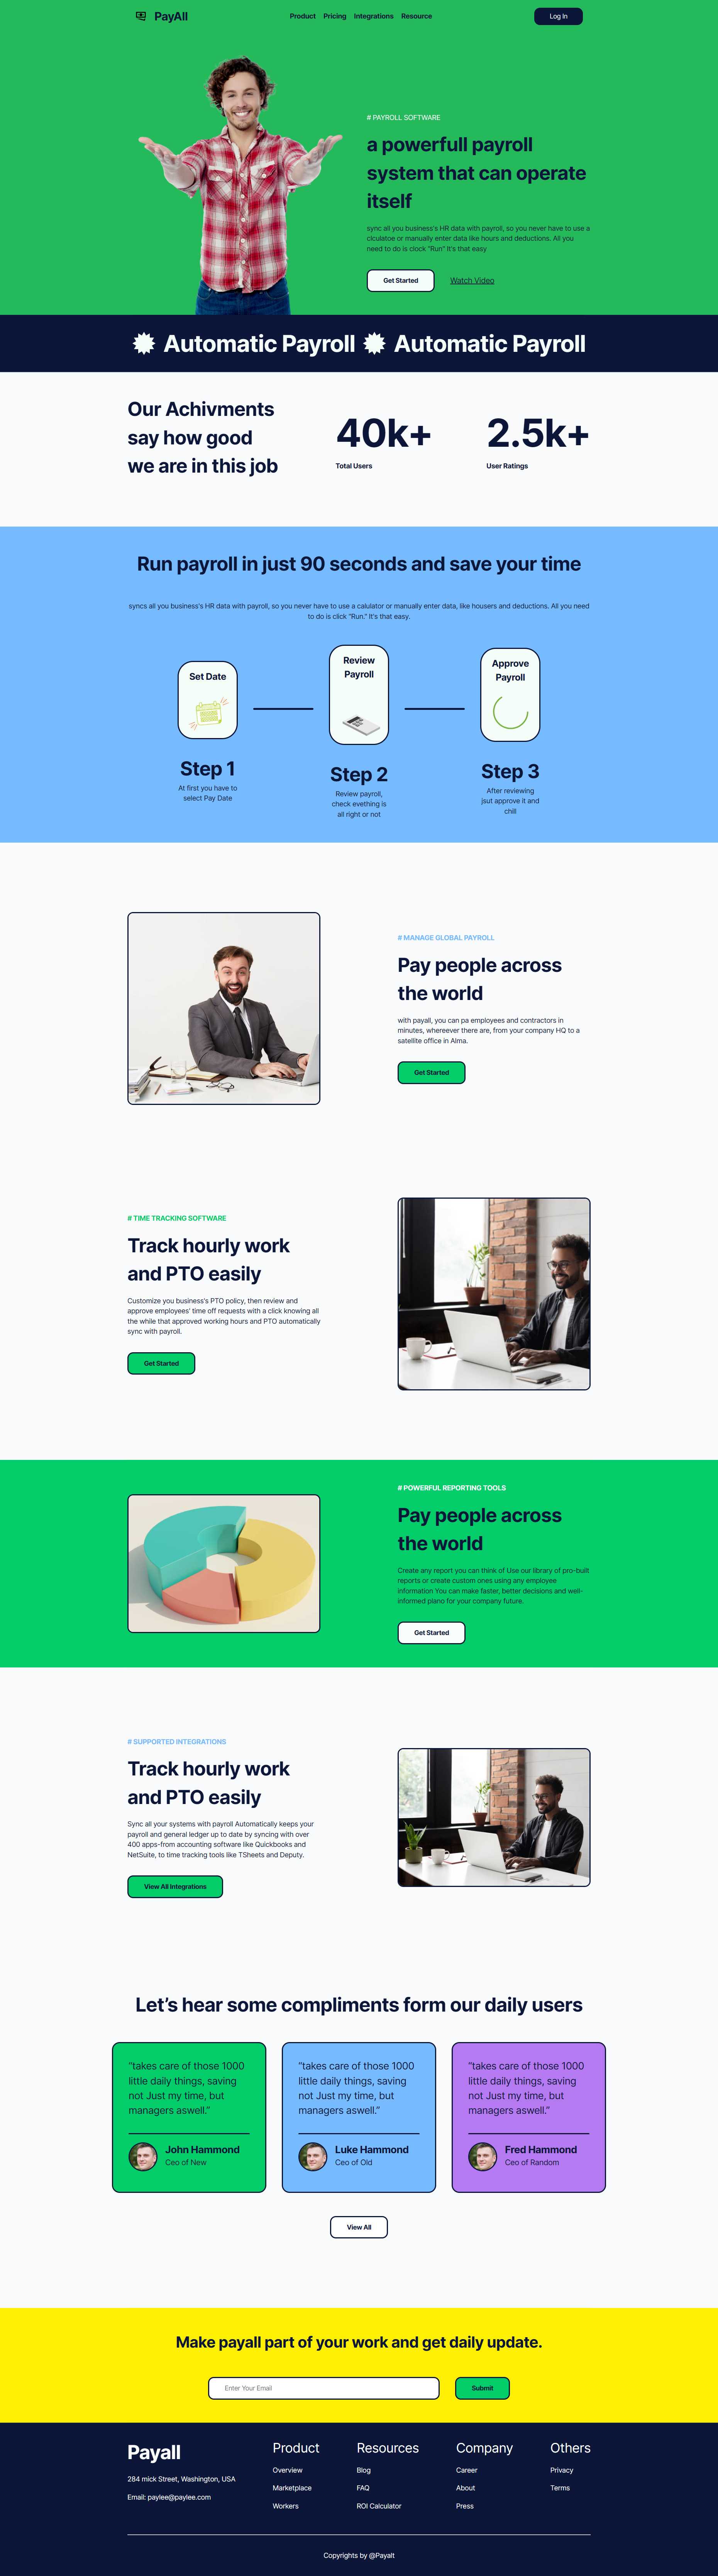 PayAll
Product Pricing Integrations Resource
Log In
# PAYROLL SOFTWARE
a powerfull payroll
system that can operate
itself
sync all you business's HR data with payroll, so you never have to use a
clculatoe or manually enter data like hours and deductions. All you
need to do is clock "Run" It's that easy
Get Started
Watch Video
Automatic Payroll Automatic Payroll
Our Achivments
say how good
we are in this job
40k+
Total Users
2.5k+
User Ratings
Run payroll in just 90 seconds and save your time
syncs all you business's HR data with payroll, so you never have to use a calulator or manually enter data, like housers and deductions. All you need
to do is click "Run." It's that easy.
Set Date
Step 1
At first you have to
select Pay Date
Review
Payroll
Step 2
Review payroll,
check evething is
all right or not
Approve
Payroll
Step 3
After reviewing
jsut approve it and
chill
# MANAGE GLOBAL PAYROLL
Pay people across
the world
with payall, you can pa employees and contractors in
minutes, whereever there are, from your company HQ to a
satellite office in Alma.
Get Started
# TIME TRACKING SOFTWARE
Track hourly work
and PTO easily
Customize you business's PTO policy, then review and
approve employees' time off requests with a click knowing all
the while that approved working hours and PTO automatically
sync with payroll.
Get Started
# POWERFUL REPORTING TOOLS
Pay people across
the world
Create any report you can think of Use our library of pro-built
reports or create custom ones using any employee
information You can make faster, better decisions and well-
informed plano for your company future.
Get Started
# SUPPORTED INTEGRATIONS
Track hourly work
and PTO easily
Sync all your systems with payroll Automatically keeps your
payroll and general ledger up to date by syncing with over
400 apps-from accounting software like Quickbooks and
NetSuite, to time tracking tools like TSheets and Deputy.
View All Integrations
Let's hear some compliments form our daily users
"takes care of those 1000
little daily things, saving
not Just my time, but
managers aswell."
John Hammond
Ceo of New
"takes care of those 1000
little daily things, saving
not Just my time, but
managers aswell."
Luke Hammond
Ceo of Old
"takes care of those 1000
little daily things, saving
not Just my time, but
managers aswell."
Fred Hammond
Ceo of Random
View All
Make payall part of your work and get daily update.
Enter Your Email
Submit
Payall
284 mick Street, Washington, USA
Email: paylee@paylee.com
Product
Overview
Marketplace
Workers
Resources
Blog
FAQ
ROI Calculator
Company
Career
About
Press
Others
Privacy
Terms
Copyrights by @Payalt